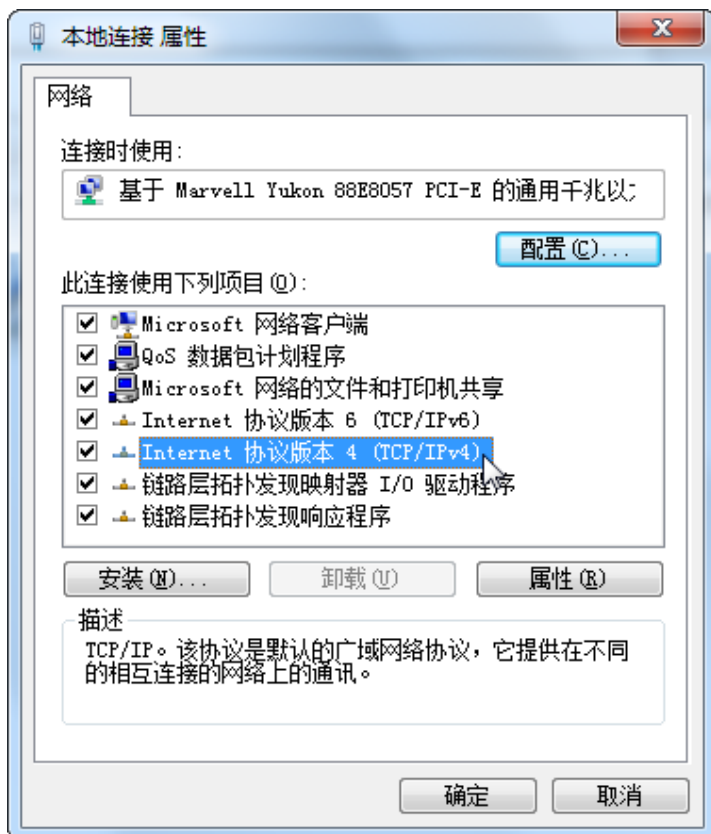 本地连接 属性
网络
连接时使用:
基于 Marvell Yukon 88E8057 PCI-E 的通用千兆以
配置(C)...
此连接使用下列项目(O):
Microsoft 网络客户端
QoS 数据包计划程序
Microsoft 网络的文件和打印机共享
Internet 协议版本 6 (TCP/IPv6)
Internet 协议版本 4 (TCP/IPv4)
链路层拓扑发现映射器 I/O 驱动程序
链路层拓扑发现响应程序
安装(N)... 卸载(U) 属性(R)
描述
TCP/IP。该协议是默认的广域网络协议，它提供在不同
的相互连接的网络上的通讯。
确定 取消